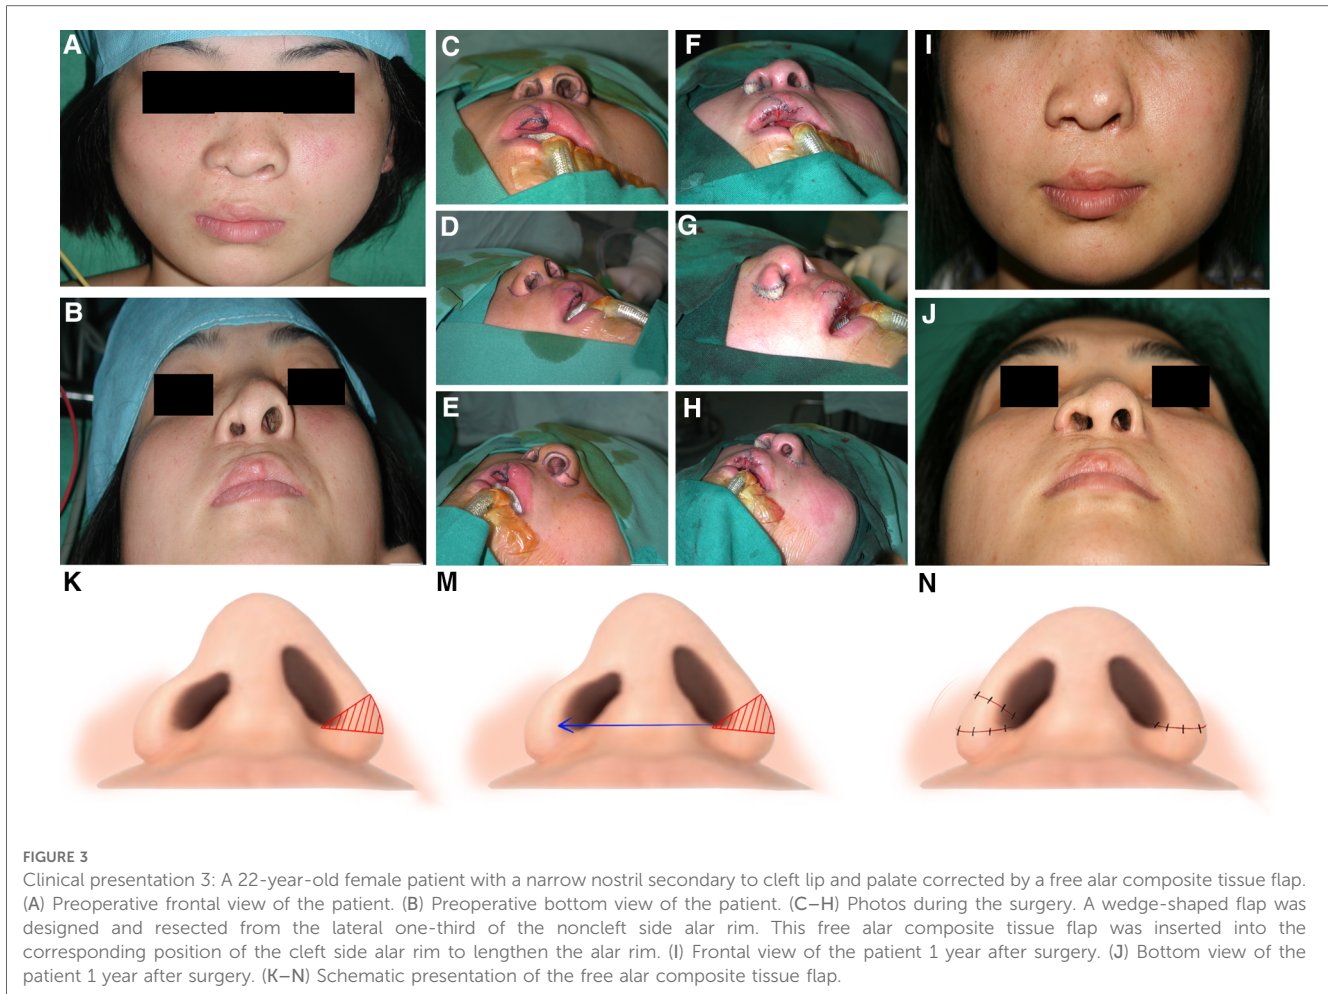 A
C
F
I
D
G
B
J
E
H
K
M
N
FIGURE 3
Clinical presentation 3: A 22-year-old female patient with a narrow nostril secondary to cleft lip and palate corrected by a free alar composite tissue flap.
(A) Preoperative frontal view of the patient. (B) Preoperative bottom view of the patient. (C–H) Photos during the surgery. A wedge-shaped flap was
designed and resected from the lateral one-third of the noncleft side alar rim. This free alar composite tissue flap was inserted into the
corresponding position of the cleft side alar rim to lengthen the alar rim. (I) Frontal view of the patient 1 year after surgery. (J) Bottom view of the
patient 1 year after surgery. (K–N) Schematic presentation of the free alar composite tissue flap.